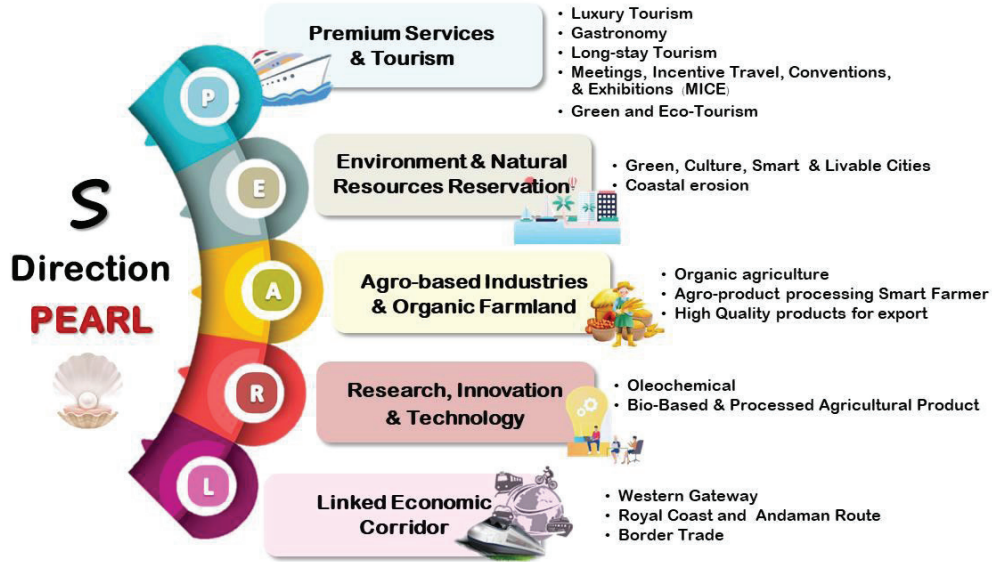 S
Direction
PEARL
P
Premium Services
& Tourism
• Luxury Tourism
• Gastronomy
• Long-stay Tourism
• Meetings, Incentive Travel, Conventions,
& Exhibitions (MICE)
• Green and Eco-Tourism
E
Environment & Natural
Resources Reservation
• Green, Culture, Smart & Livable Cities
• Coastal erosion
A
Agro-based Industries
& Organic Farmland
• Organic agriculture
• Agro-product processing Smart Farmer
• High Quality products for export
R
Research, Innovation
& Technology
• Oleochemical
• Bio-Based & Processed Agricultural Product
L
Linked Economic
Corridor
• Western Gateway
• Royal Coast and Andaman Route
• Border Trade